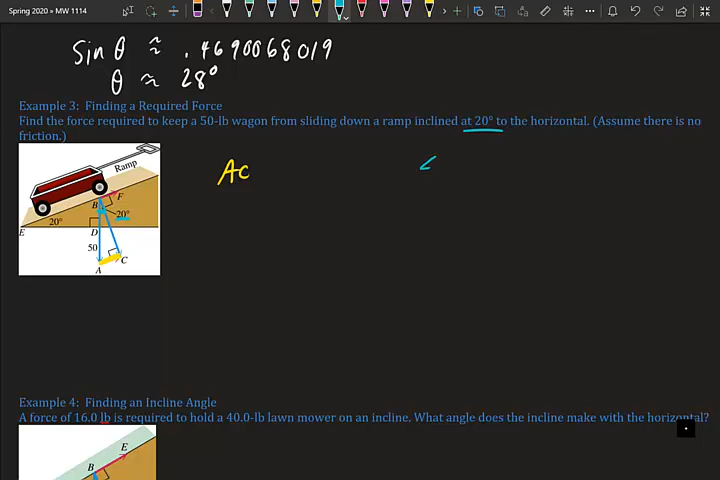 Spring 2020 » MW 1114
Sin θ ≈ .4690068019
θ ≈ 28°
Example 3: Finding a Required Force
Find the force required to keep a 50-lb wagon from sliding down a ramp inclined at 20° to the horizontal. (Assume there is no
friction.)
Ramp
B F
20° 20°
E D
50
C
A
AC
<
Example 4: Finding an Incline Angle
A force of 16.0 lb is required to hold a 40.0-lb lawn mower on an incline. What angle does the incline make with the horizontal?
E
B